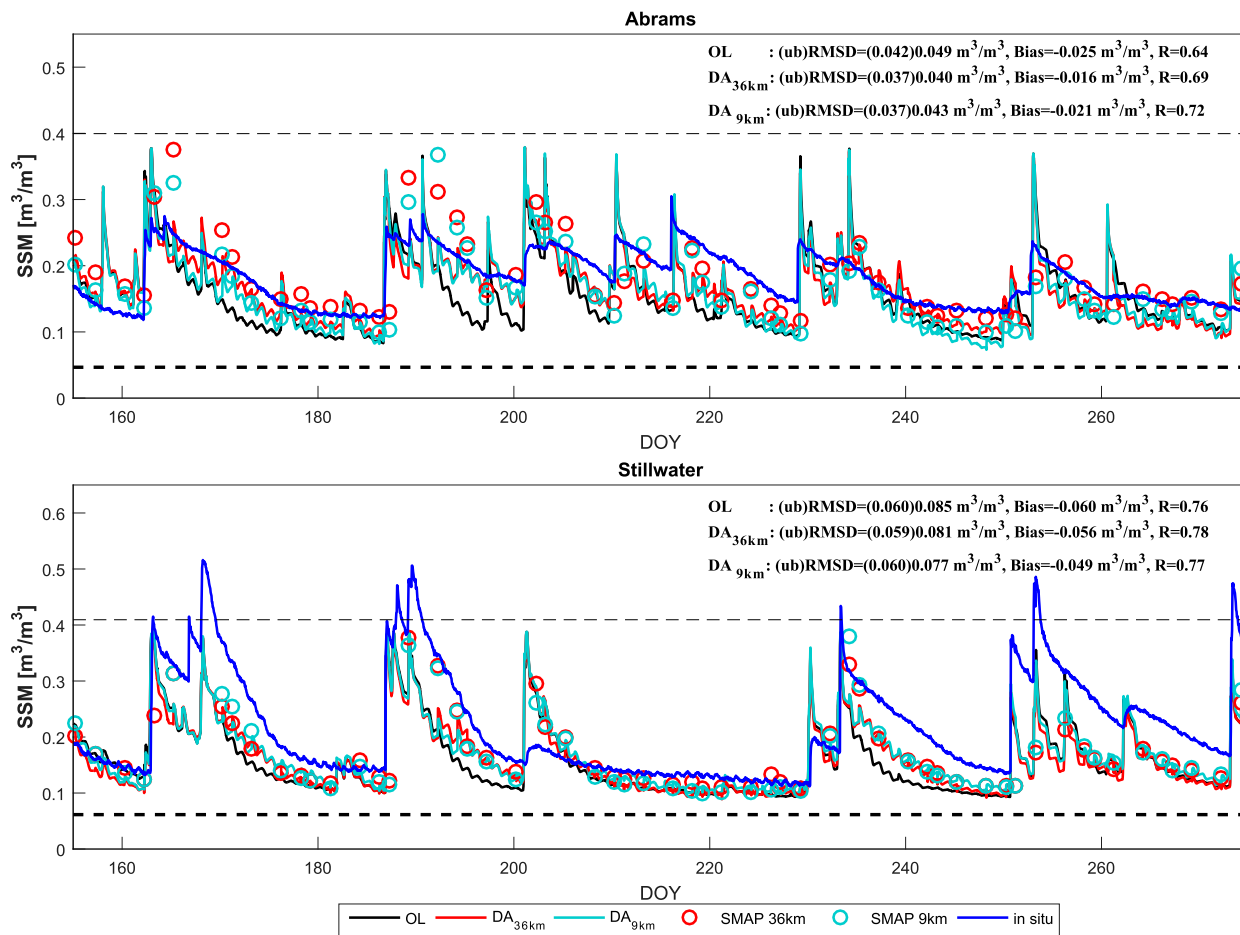 Abrams
OL : (ub)RMSD=(0.042)0.049 m³/m³, Bias=-0.025 m³/m³, R=0.64
DA36km: (ub)RMSD=(0.037)0.040 m³/m³, Bias=-0.016 m³/m³, R=0.69
DA 9km: (ub)RMSD=(0.037)0.043 m³/m³, Bias=-0.021 m³/m³, R=0.72
SSM [m³/m³]
0.5
0.4
0.3
0.2
0.1
0
160 180 200 220 240 260
DOY
Stillwater
OL : (ub)RMSD=(0.060)0.085 m³/m³, Bias=-0.060 m³/m³, R=0.76
DA36km: (ub)RMSD=(0.059)0.081 m³/m³, Bias=-0.056 m³/m³, R=0.78
DA 9km: (ub)RMSD=(0.060)0.077 m³/m³, Bias=-0.049 m³/m³, R=0.77
SSM [m³/m³]
0.6
0.5
0.4
0.3
0.2
0.1
0
160 180 200 220 240 260
DOY
OL DA36km DA9km SMAP 36km SMAP 9km in situ